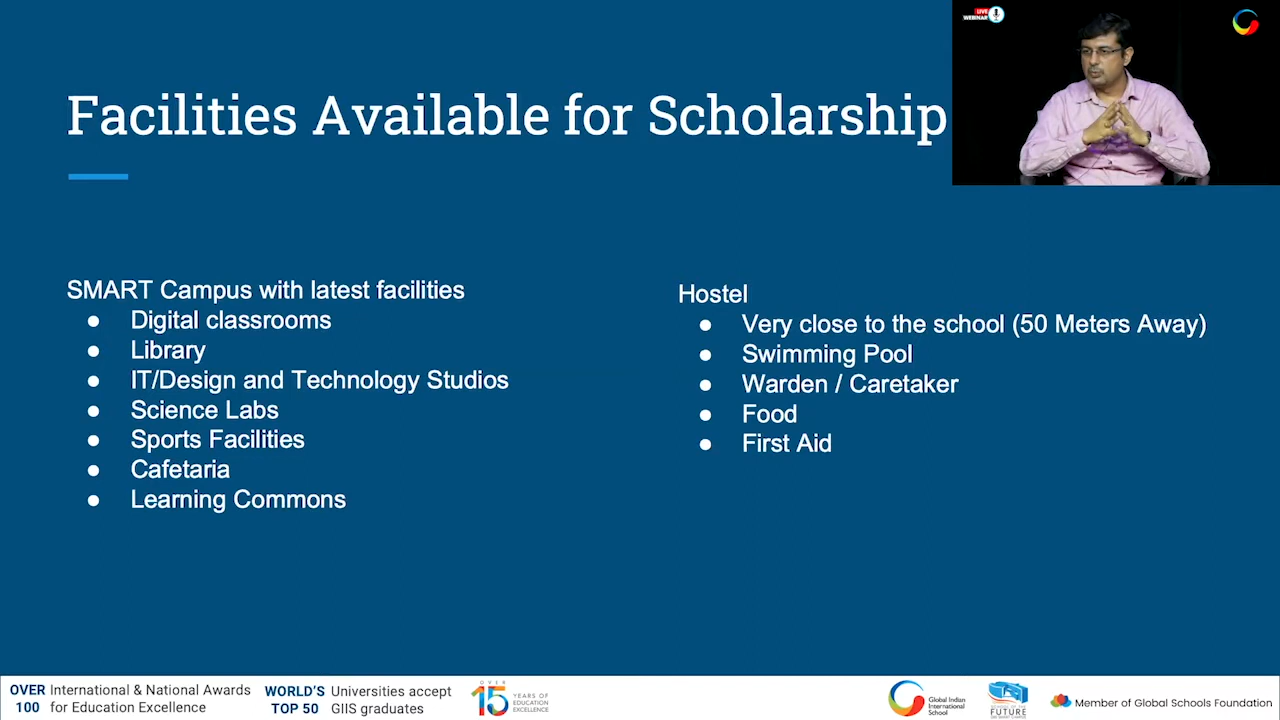 LIVE
WEBINAR
Facilities Available for Scholarship
SMART Campus with latest facilities
● Digital classrooms
● Library
● IT/Design and Technology Studios
● Science Labs
● Sports Facilities
● Cafetaria
● Learning Commons
Hostel
● Very close to the school (50 Meters Away)
● Swimming Pool
● Warden / Caretaker
● Food
● First Aid
OVER 100 International & National Awards
for Education Excellence
WORLD'S TOP 50 Universities accept
GIIS graduates
OVER
15 YEARS OF
EDUCATION
EXCELLENCE
Global Indian
International
School
FUTURE
Member of Global Schools Foundation